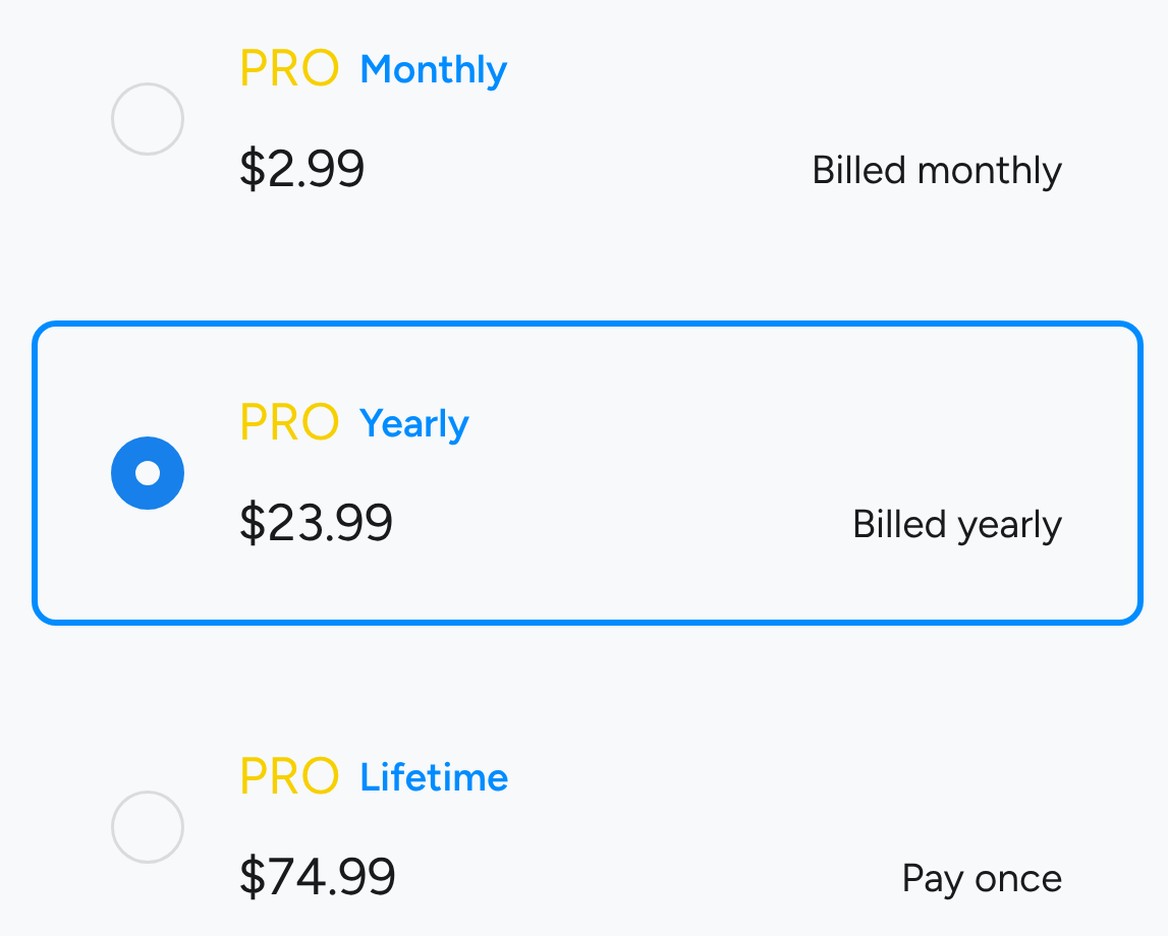 PRO Monthly
$2.99 Billed monthly
PRO Yearly
$23.99 Billed yearly
PRO Lifetime
$74.99 Pay once